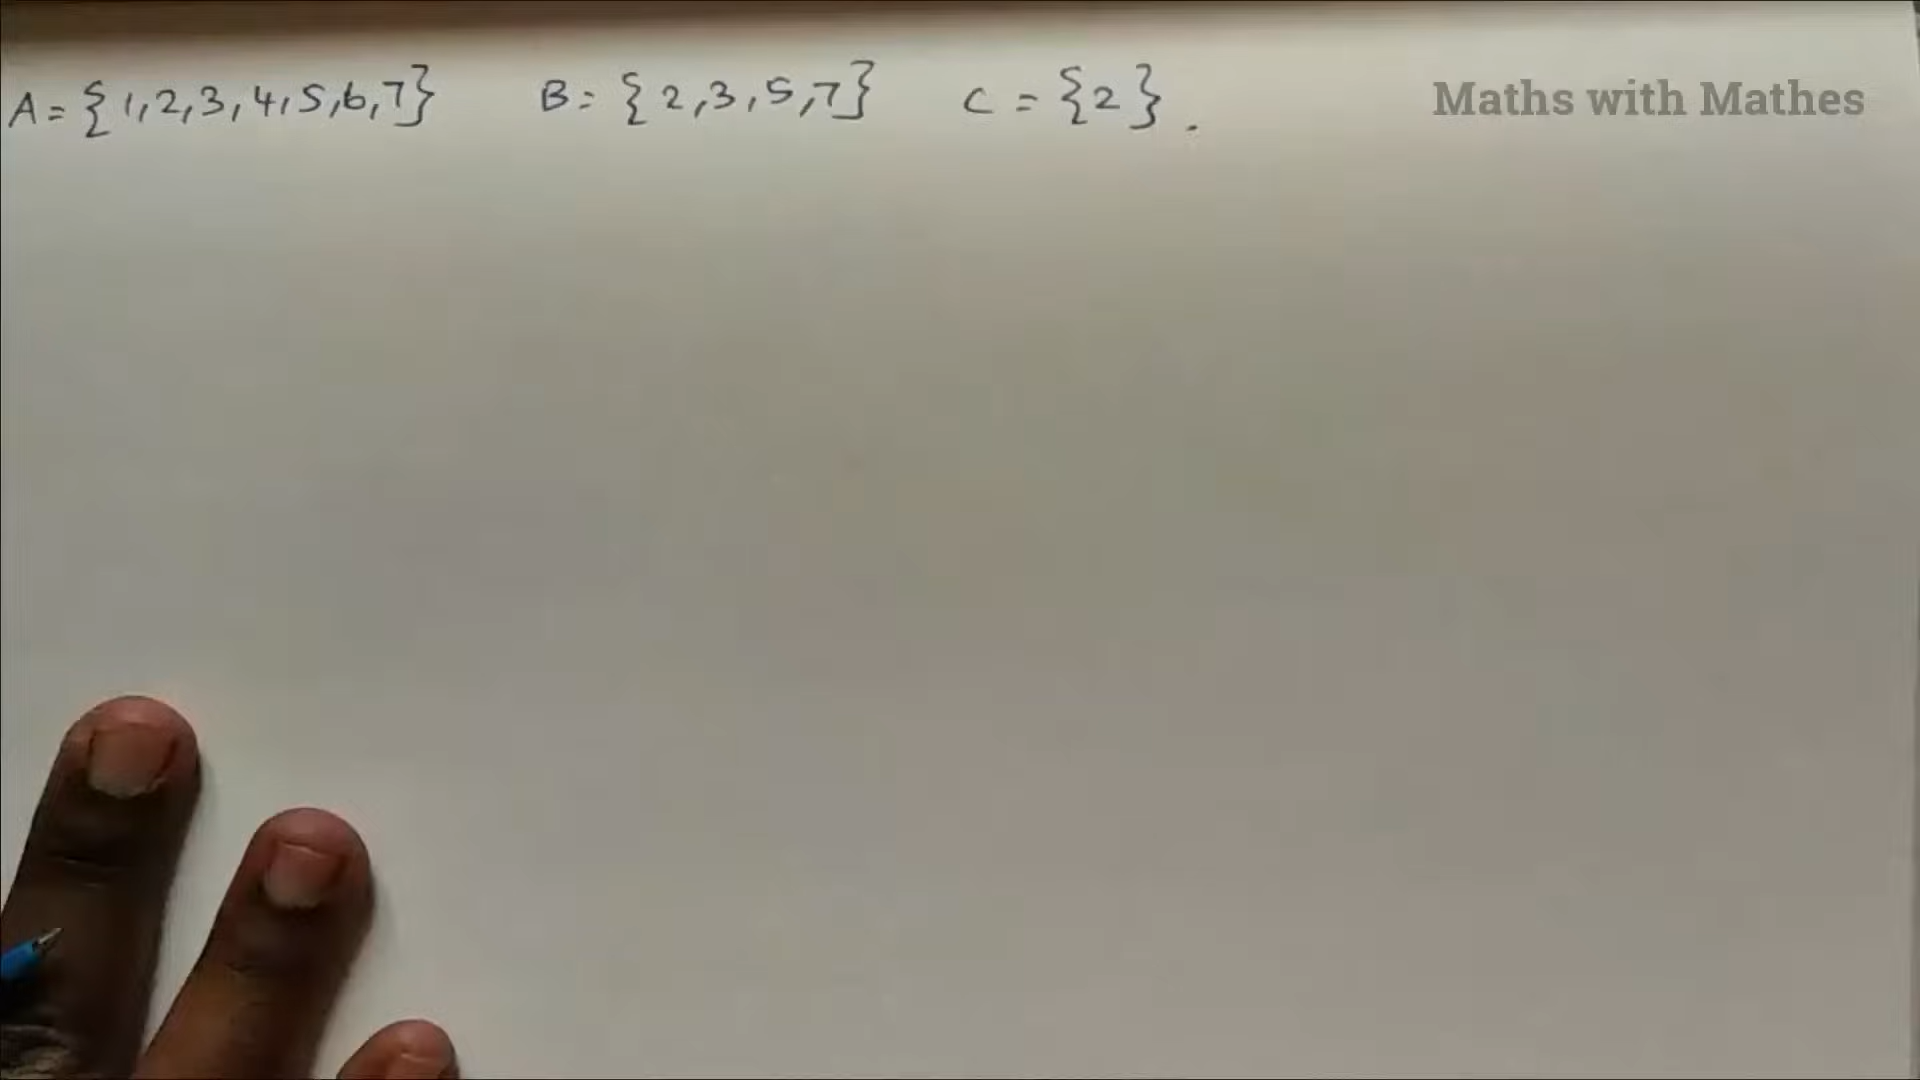 A = {1,2,3,4,5,6,7} B = {2,3,5,7} C = {2}. Maths with Mathes